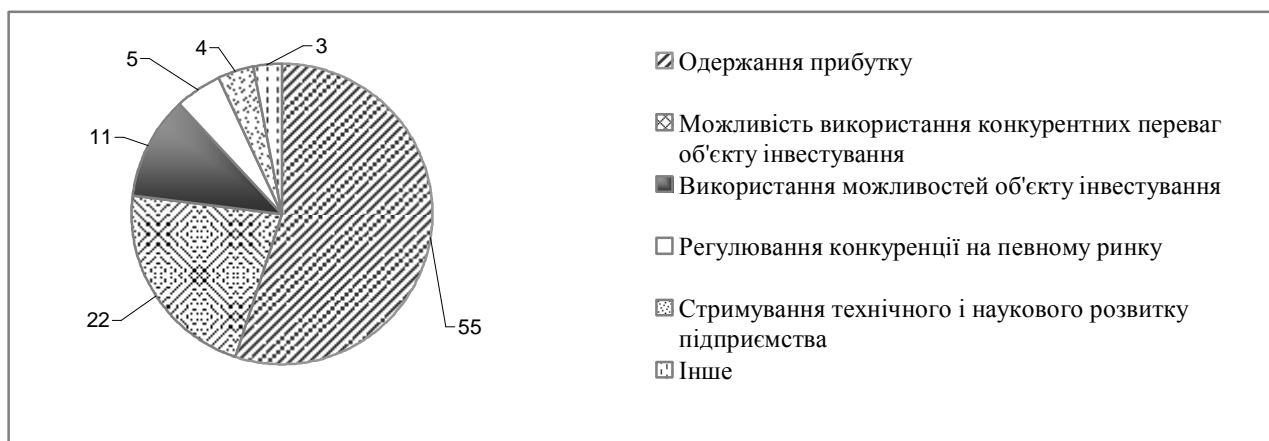 3
4
5
11
22
55
Одержання прибутку
Можливість використання конкурентних переваг
об'єкту інвестування
Використання можливостей об'єкту інвестування
Регулювання конкуренції на певному ринку
Стримування технічного і наукового розвитку
підприємства
Інше